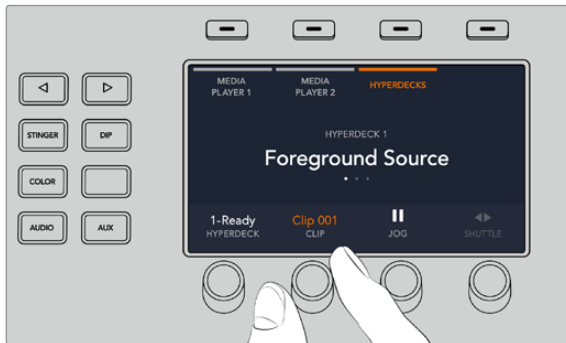 MEDIA
PLAYER 1
MEDIA
PLAYER 2
HYPERDECKS
HYPERDECK 1
Foreground Source
1-Ready
HYPERDECK
Clip 001
CLIP
JOG
SHUTTLE
STINGER
DIP
COLOR
AUDIO
AUX